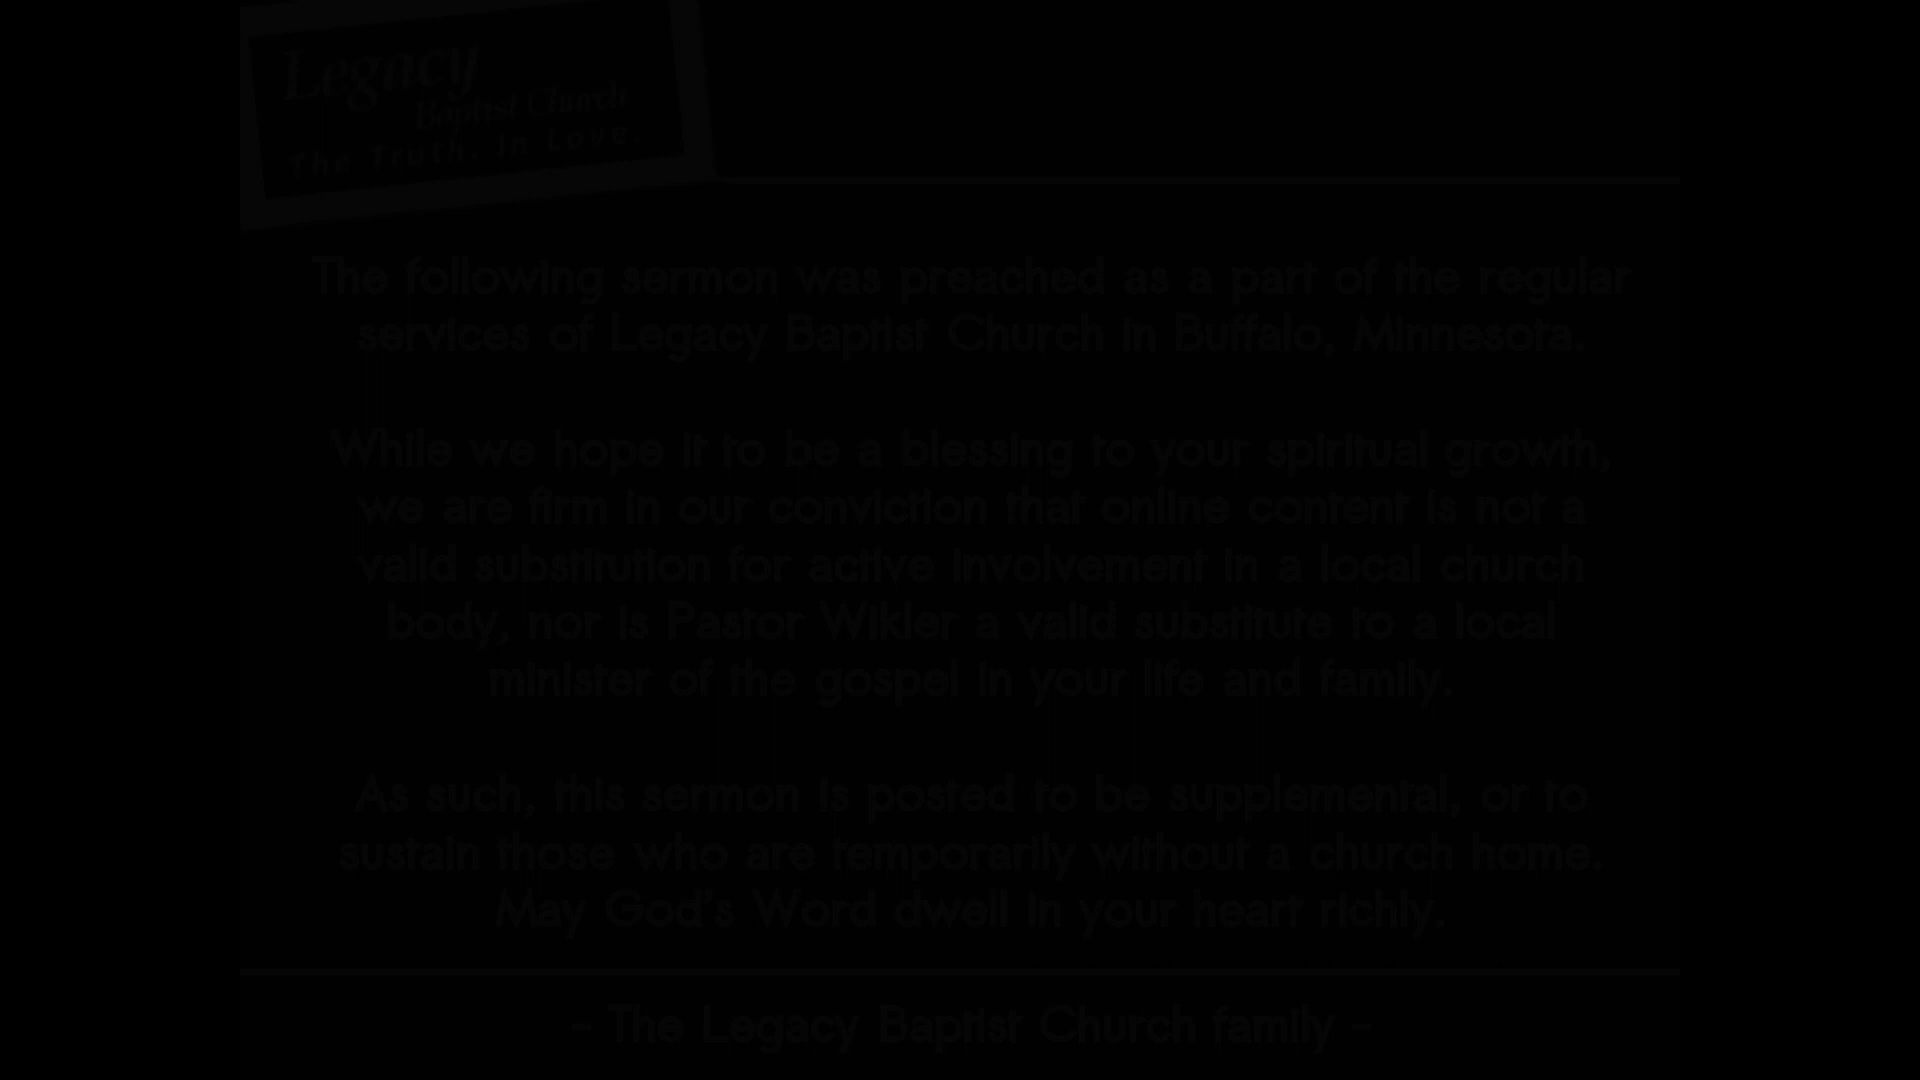 Legacy
Baptist Church
The Truth. In Love.
The following sermon was preached as a part of the regular
services of Legacy Baptist Church in Buffalo, Minnesota.
While we hope it to be a blessing to your spiritual growth,
we are firm in our conviction that online content is not a
valid substitution for active involvement in a local church
body, nor is Pastor Wikler a valid substitute to a local
minister of the gospel in your life and family.
As such, this sermon is posted to be supplemental, or to
sustain those who are temporarily without a church home.
May God's Word dwell in your heart richly.
- The Legacy Baptist Church family -